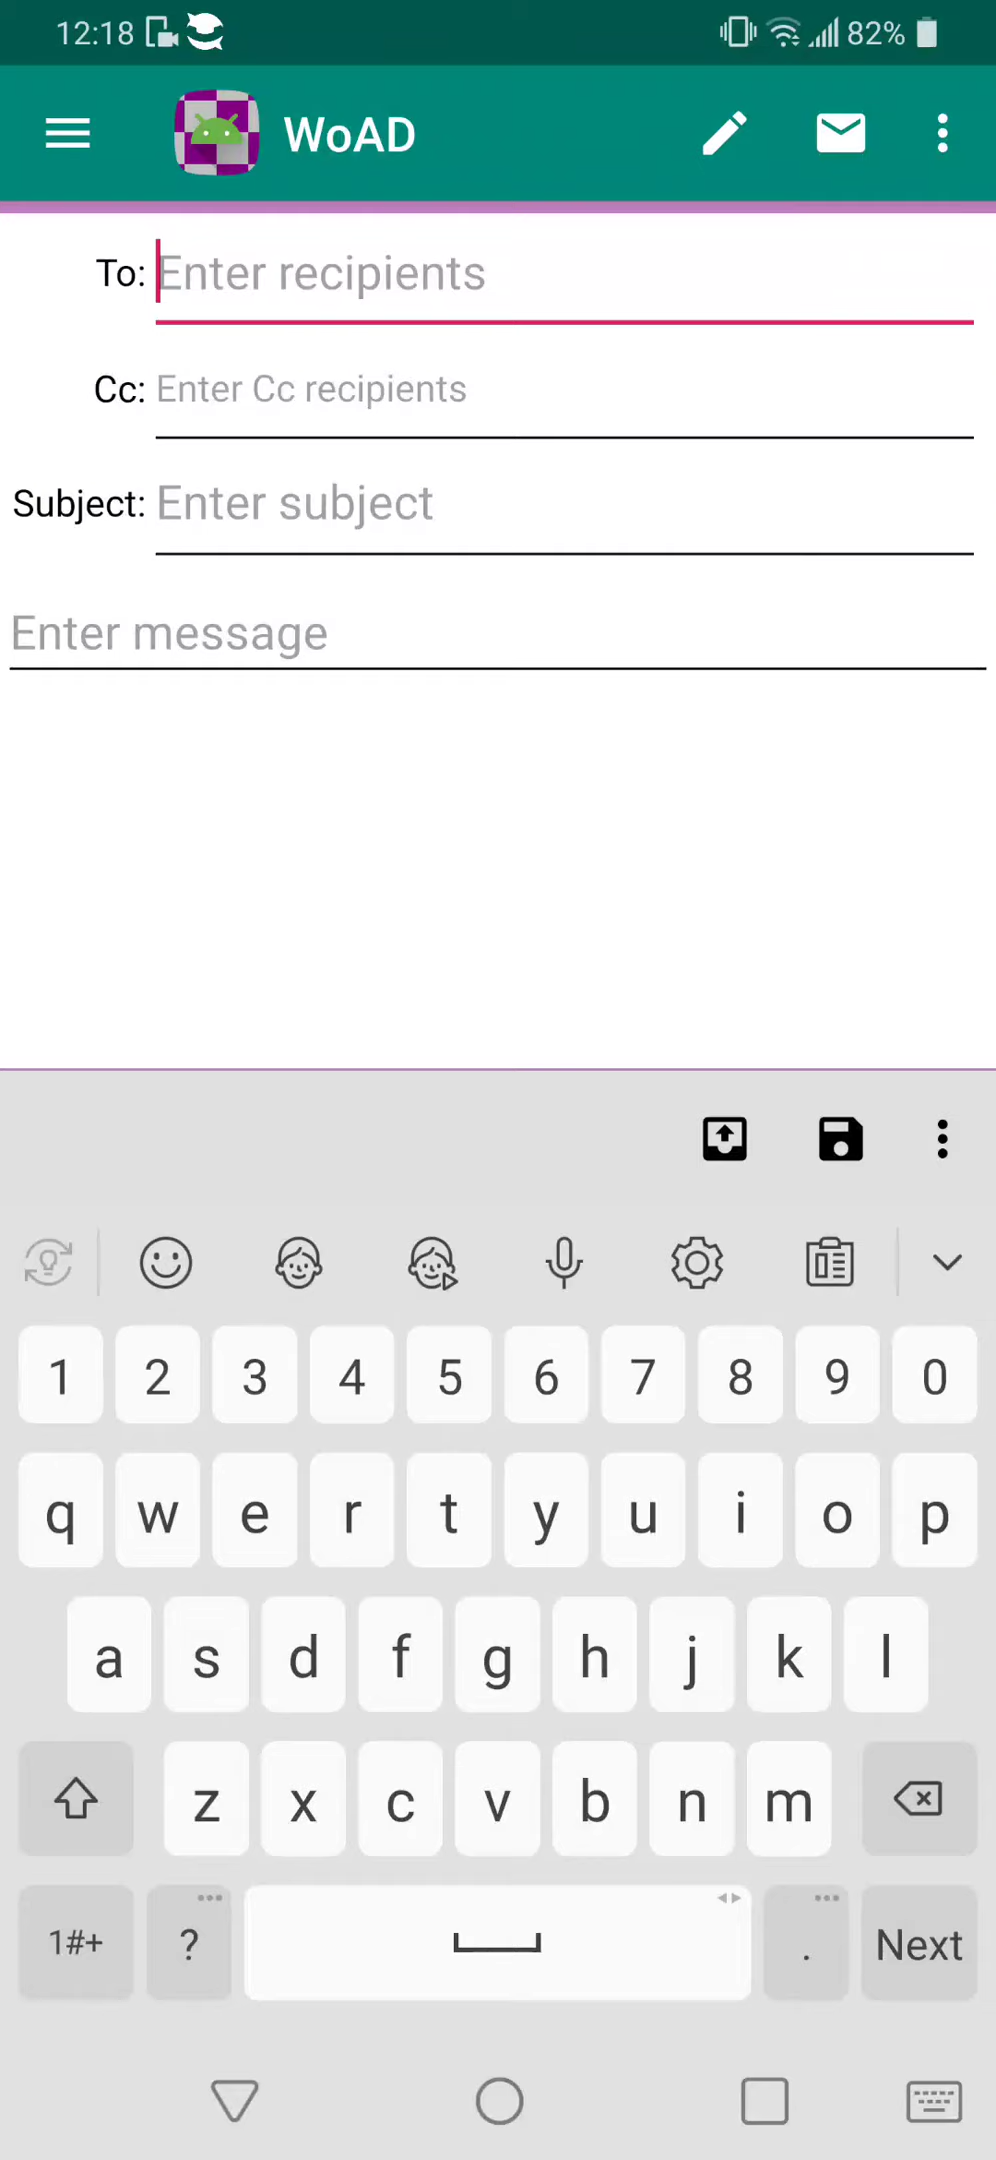 12:18 82%
WoAD
To: Enter recipients
Cc: Enter Cc recipients
Subject: Enter subject
Enter message
1 2 3 4 5 6 7 8 9 0
q w e r t y u i o p
a s d f g h j k l
z x c v b n m
1#+ ? . Next